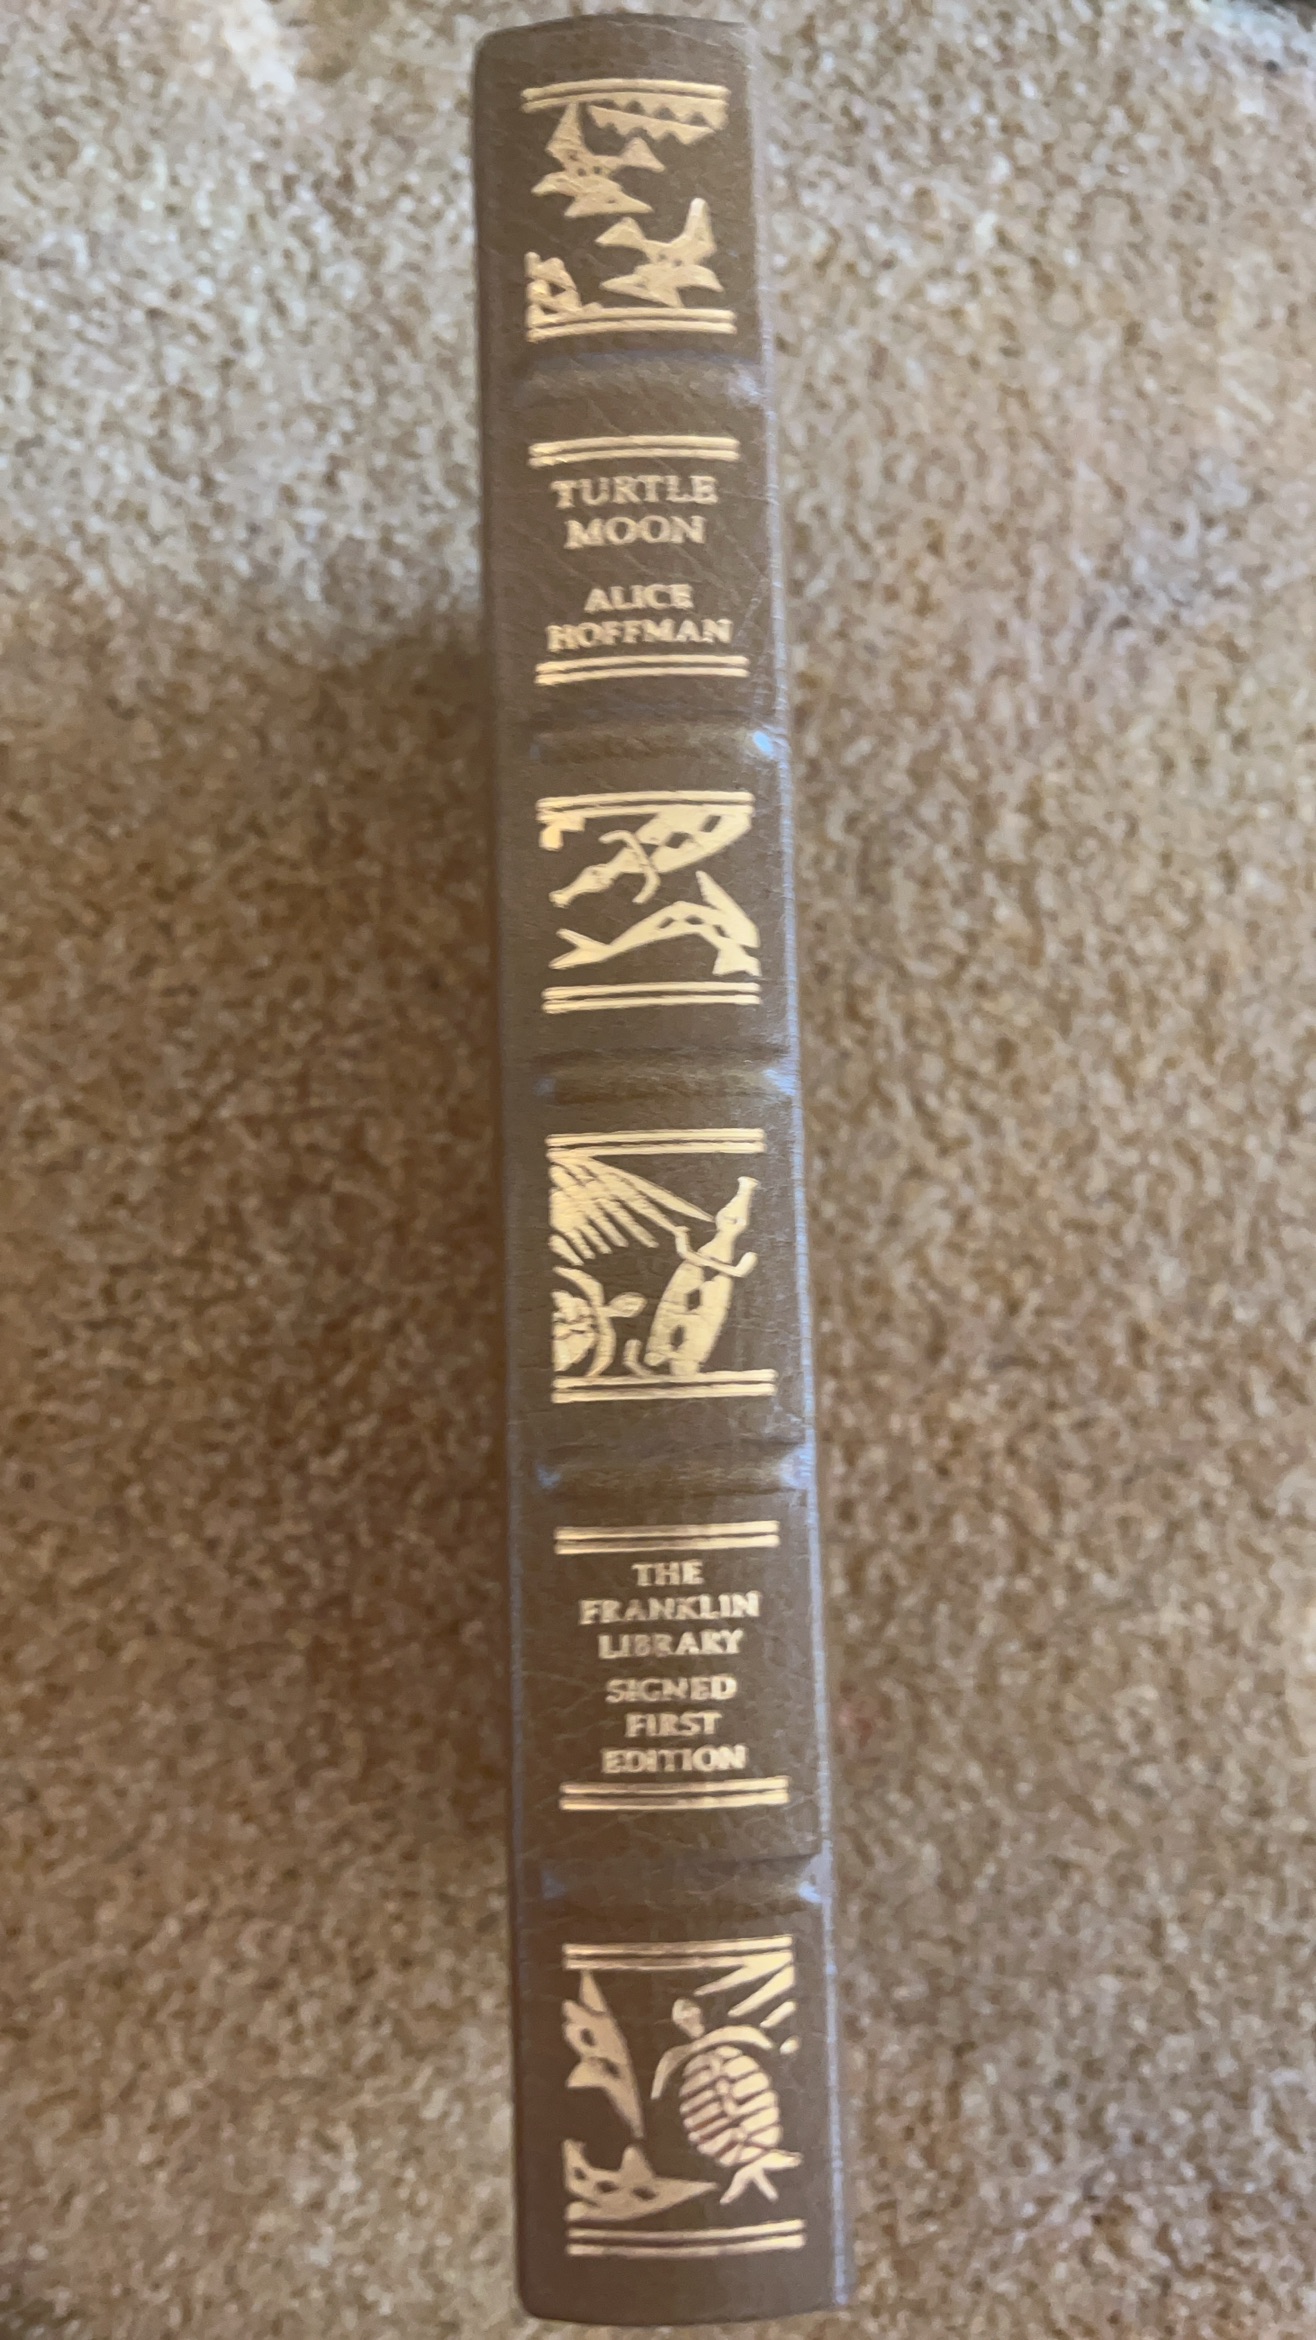 TURTLE
MOON
ALICE
HOFFMAN
THE
FRANKLIN
LIBRARY
SIGNED
FIRST
EDITION